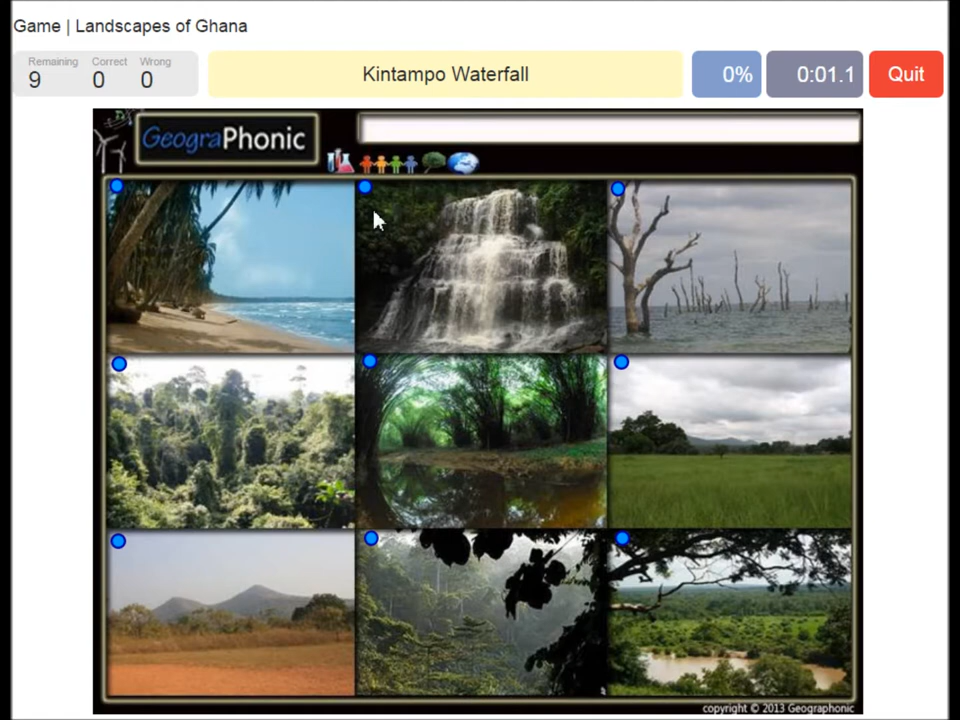 Game | Landscapes of Ghana
Remaining Correct Wrong
9 0 0
Kintampo Waterfall
0%
0:01.1
Quit
GeograPhonic
copyright © 2013 Geographonic